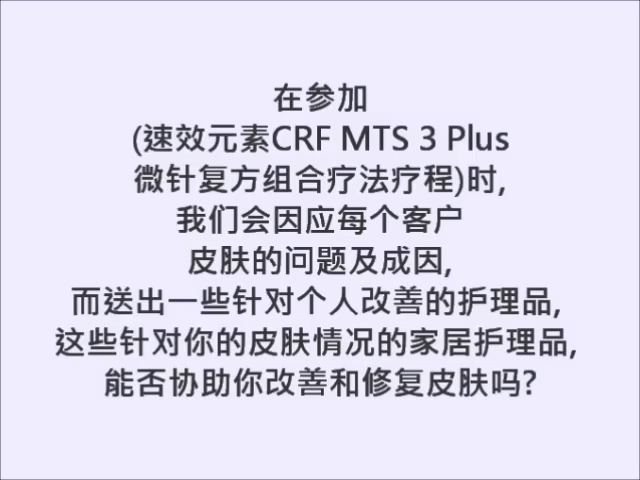 在参加
(速效元素CRF MTS 3 Plus
微针复方组合疗法疗程)时,
我们会因应每个客户
皮肤的问题及成因,
而送出一些针对个人改善的护理品,
这些针对你的皮肤情况的家居护理品,
能否协助你改善和修复皮肤吗?